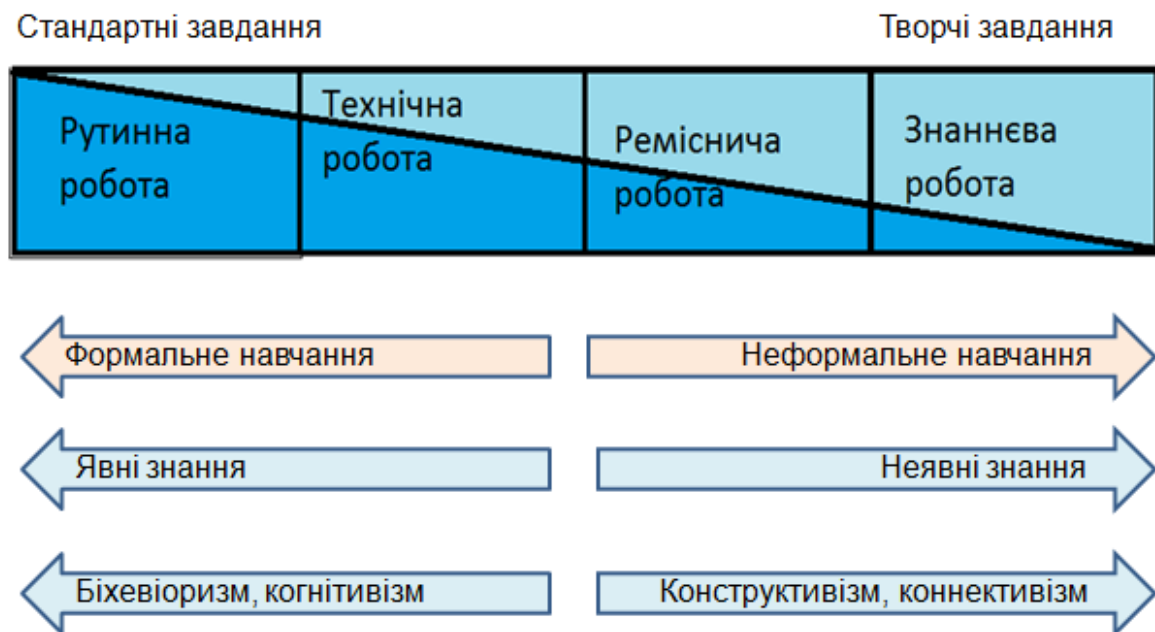 Стандартні завдання
Творчі завдання
Рутинна
робота
Технічна
робота
Реміснича
робота
Знаннєва
робота
Формальне навчання
Неформальне навчання
Явні знання
Неявні знання
Біхевіоризм, когнітивізм
Конструктивізм, коннективізм